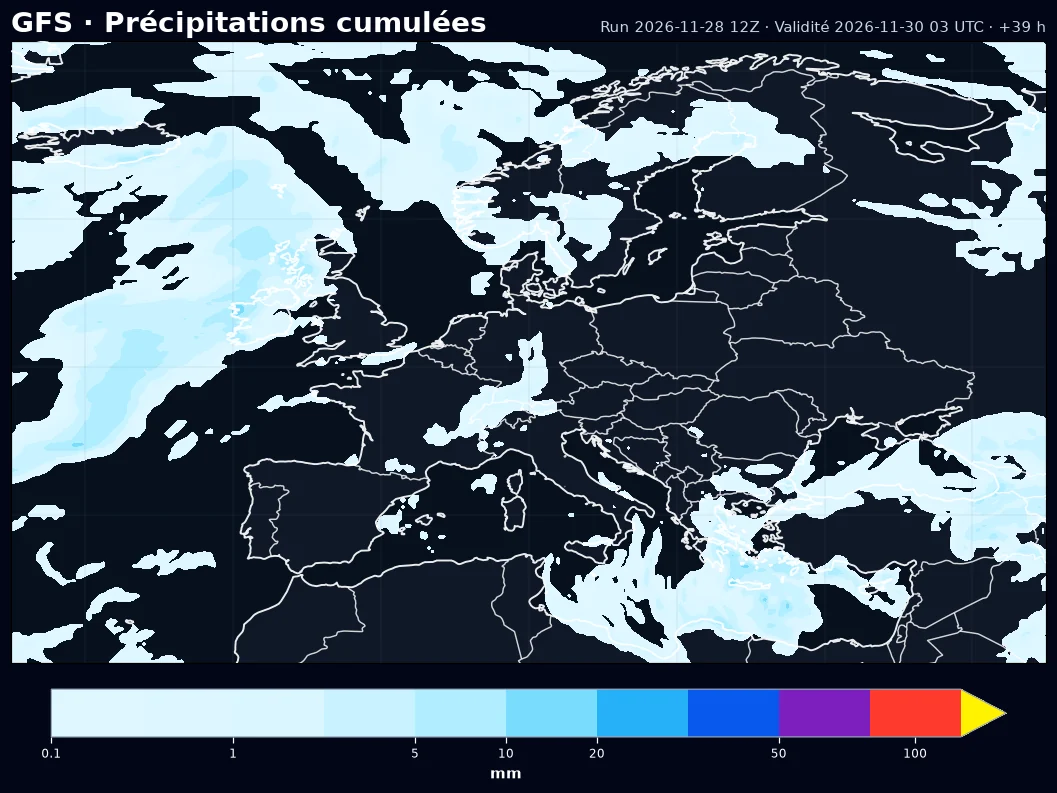 GFS · Précipitations cumulées
Run 2026-11-28 12Z · Validité 2026-11-30 03 UTC · +39 h
0.1 1 5 10 20 50 100
mm